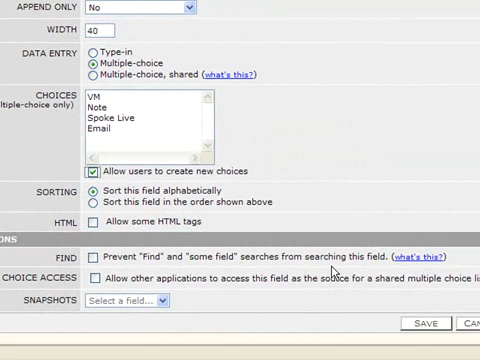 APPEND ONLY No
WIDTH 40
DATA ENTRY Type-in
Multiple-choice
Multiple-choice, shared (what's this?)
CHOICES
ltiple-choice only)
VM
Note
Spoke Live
Email
Allow users to create new choices
SORTING Sort this field alphabetically
Sort this field in the order shown above
HTML Allow some HTML tags
ONS
FIND Prevent "Find" and "some field" searches from searching this field. (what's this?)
CHOICE ACCESS Allow other applications to access this field as the source for a shared multiple choice lis
SNAPSHOTS Select a field...
SAVE CAN